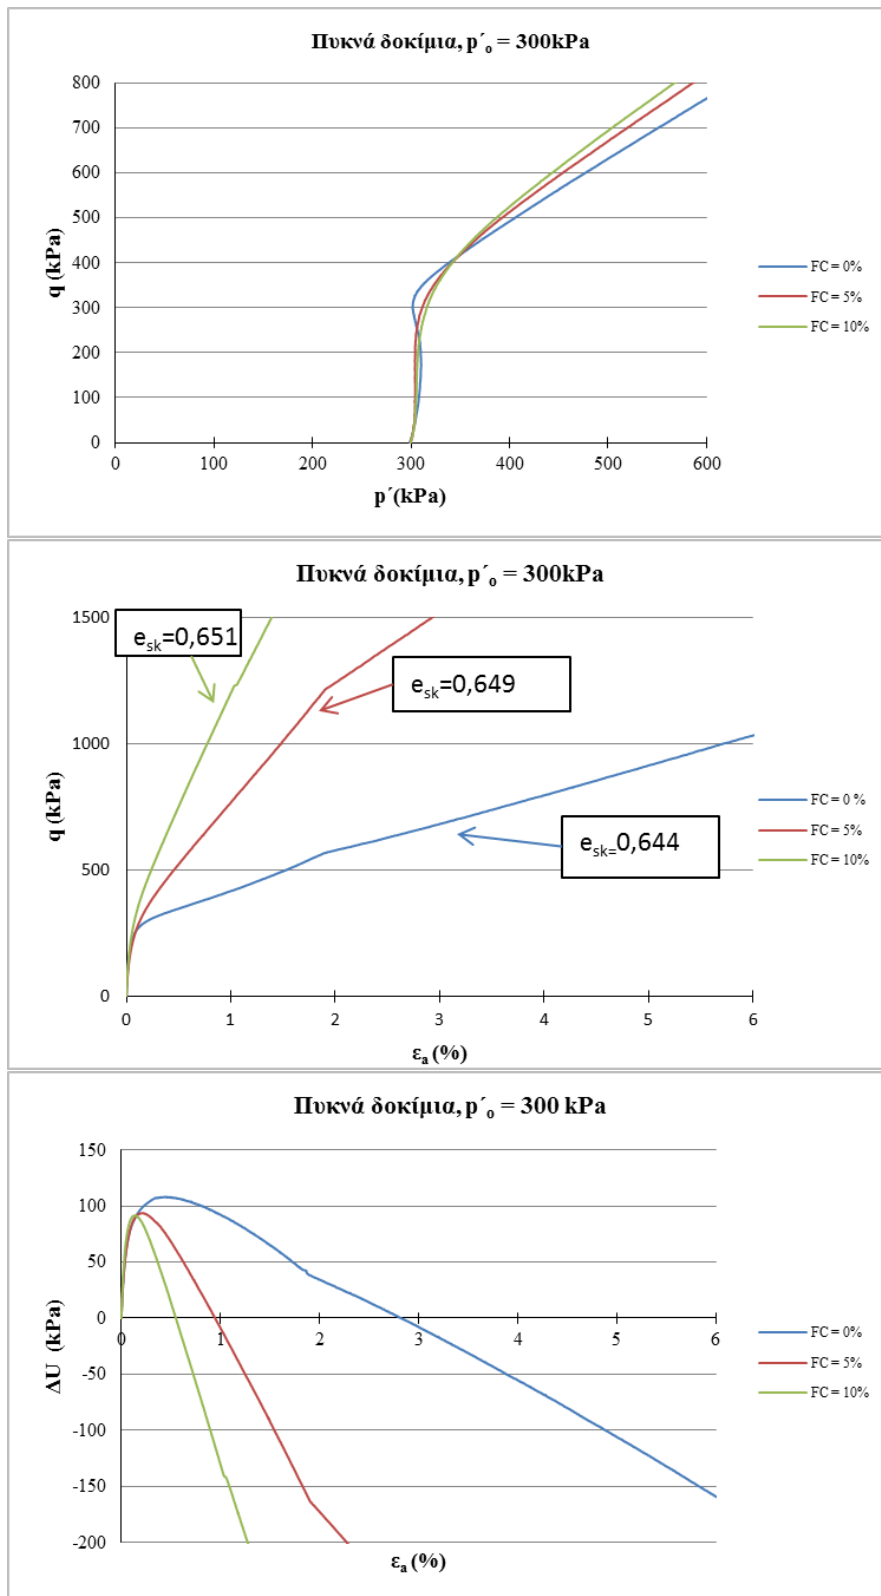 Πυκνά δοκίμια, p´o = 300kPa
800
700
600
500
400
300
200
100
0
q (kPa)
0 100 200 300 400 500 600
p´(kPa)
FC = 0%
FC = 5%
FC = 10%
Πυκνά δοκίμια, p´o = 300kPa
1500
1000
500
0
q (kPa)
esk=0,651
esk=0,649
esk=0,644
0 1 2 3 4 5 6
εa (%)
FC = 0 %
FC = 5%
FC = 10%
Πυκνά δοκίμια, p´o = 300 kPa
150
100
50
0
-50
-100
-150
-200
ΔU (kPa)
0 1 2 3 4 5 6
εa (%)
FC = 0%
FC = 5%
FC = 10%